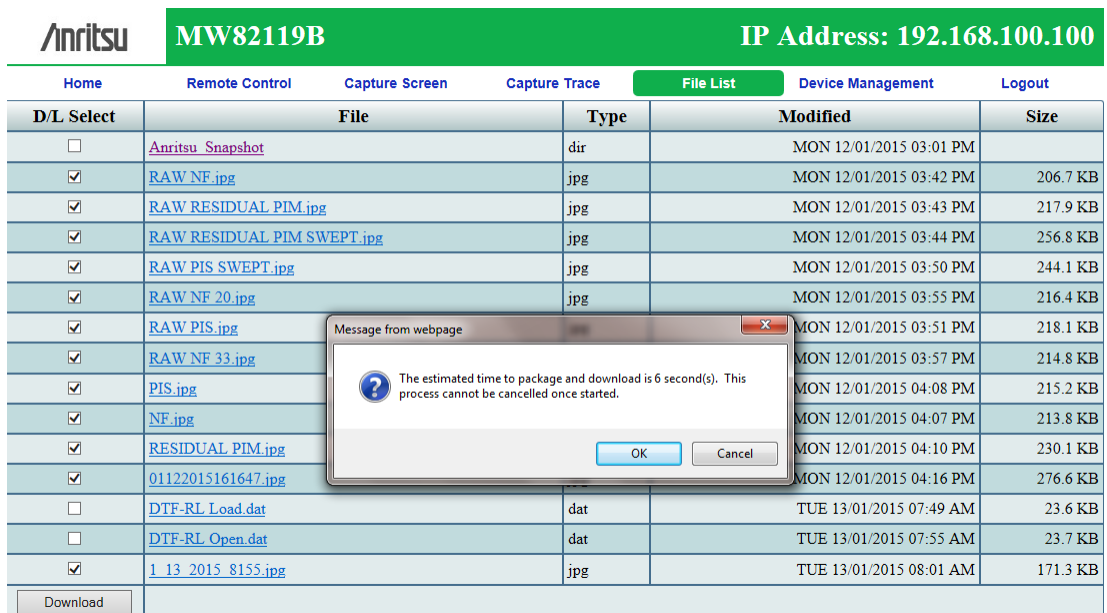 Anritsu MW82119B IP Address: 192.168.100.100
Home Remote Control Capture Screen Capture Trace File List Device Management Logout
D/L Select File Type Modified Size
Anritsu_Snapshot dir MON 12/01/2015 03:01 PM
RAW NF.jpg jpg MON 12/01/2015 03:42 PM 206.7 KB
RAW RESIDUAL PIM.jpg jpg MON 12/01/2015 03:43 PM 217.9 KB
RAW RESIDUAL PIM SWEPT.jpg jpg MON 12/01/2015 03:44 PM 256.8 KB
RAW PIS SWEPT.jpg jpg MON 12/01/2015 03:50 PM 244.1 KB
RAW NF 20.jpg jpg MON 12/01/2015 03:55 PM 216.4 KB
RAW PIS.jpg MON 12/01/2015 03:51 PM 218.1 KB
RAW NF 33.jpg MON 12/01/2015 03:57 PM 214.8 KB
PIS.jpg MON 12/01/2015 04:08 PM 215.2 KB
NF.jpg MON 12/01/2015 04:07 PM 213.8 KB
RESIDUAL PIM.jpg MON 12/01/2015 04:10 PM 230.1 KB
01122015161647.jpg MON 12/01/2015 04:16 PM 276.6 KB
DTF-RL Load.dat dat TUE 13/01/2015 07:49 AM 23.6 KB
DTF-RL Open.dat dat TUE 13/01/2015 07:55 AM 23.7 KB
1_13_2015_8155.jpg jpg TUE 13/01/2015 08:01 AM 171.3 KB
Download
Message from webpage
The estimated time to package and download is 6 second(s). This
process cannot be cancelled once started.
OK Cancel